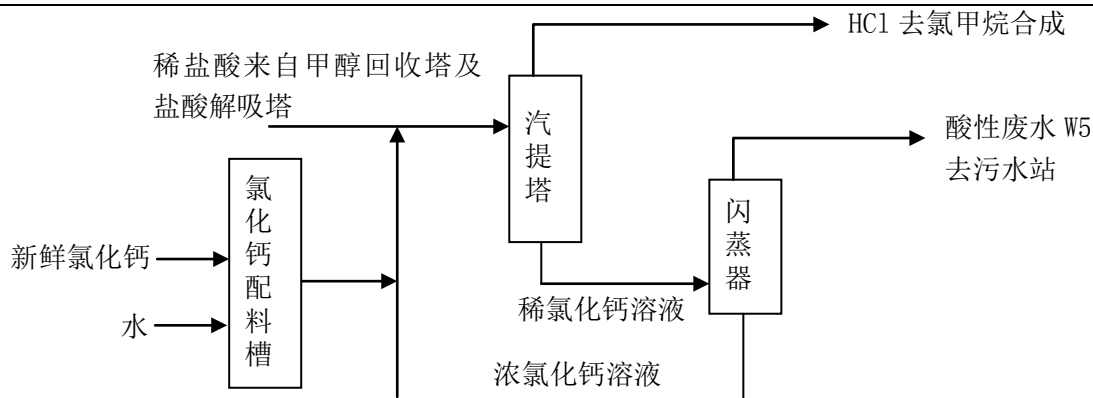 HCl 去氯甲烷合成
稀盐酸来自甲醇回收塔及
盐酸解吸塔
汽提塔
酸性废水 W5
去污水站
氯化钙配料槽
闪蒸器
新鲜氯化钙
水
稀氯化钙溶液
浓氯化钙溶液